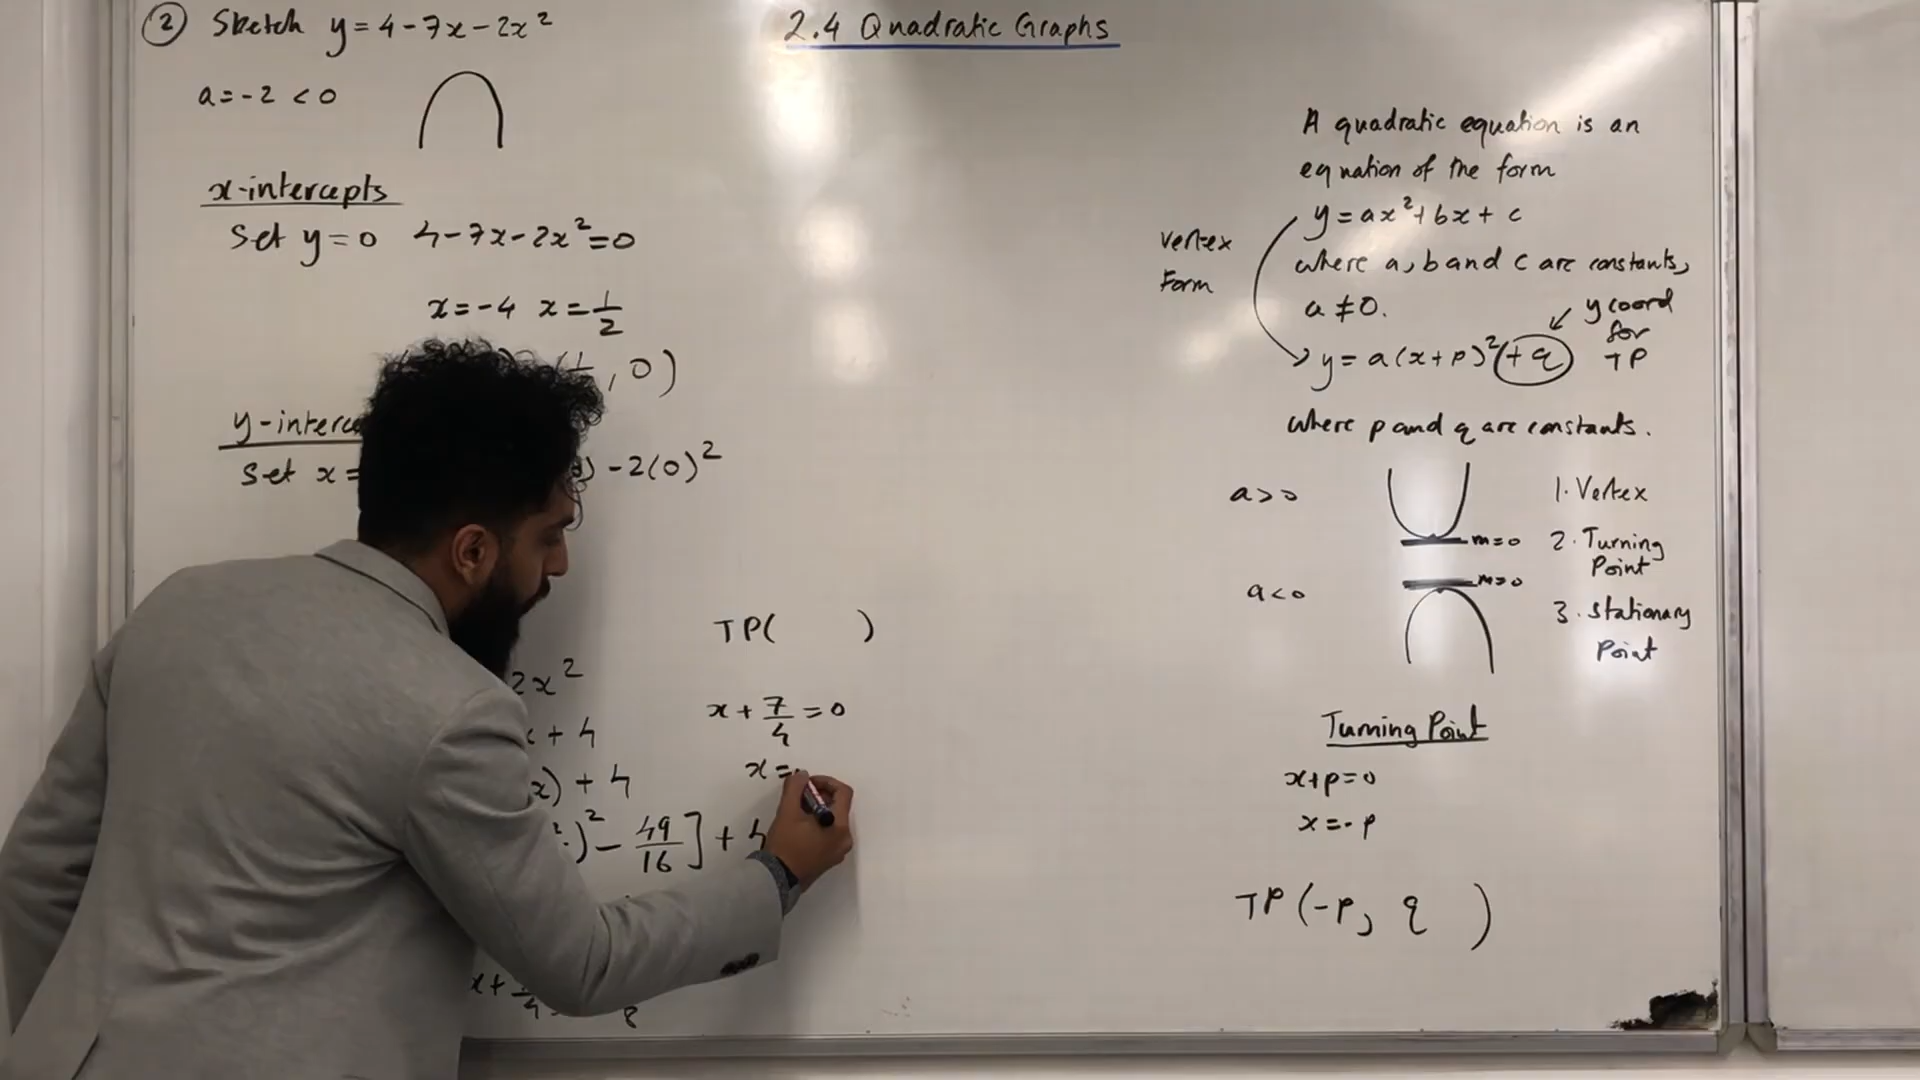 ② Sketch y = 4 - 7x - 2x²
a = -2 < 0
x-intercepts
Set y = 0 4 - 7x - 2x² = 0
x = -4 x = 1/2
, 0)
y-interce
Set x =
) - 2(0)²
2x²
+ 4
x) + 4
)² - 49/16] + 4
x +
4
8
TP( )
x + 7/4 = 0
x =
2.4 Quadratic Graphs
A quadratic equation is an
equation of the form
y = ax² + bx + c
where a, b and c are constants,
a ≠ 0.
Vertex
Form
y = a(x + p)² + q
y coord
for
TP
where p and q are constants.
a > 0
m = 0
a < 0
m = 0
1. Vertex
2. Turning
Point
3. Stationary
Point
Turning Point
x + p = 0
x = -p
TP (-p, q )